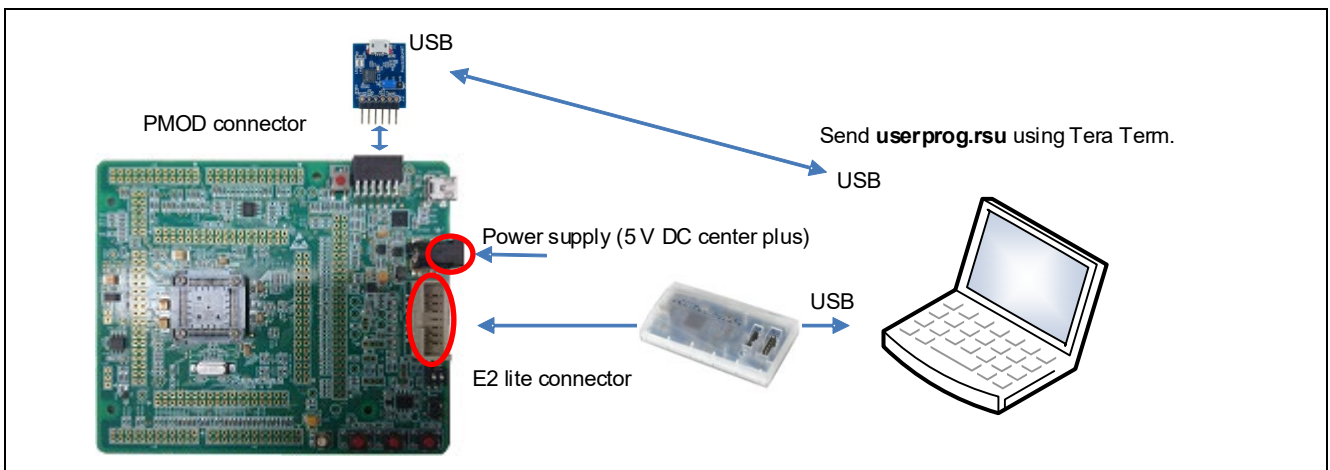 USB
PMOD connector
Send userprog.rsu using Tera Term.
USB
Power supply (5 V DC center plus)
USB
E2 lite connector